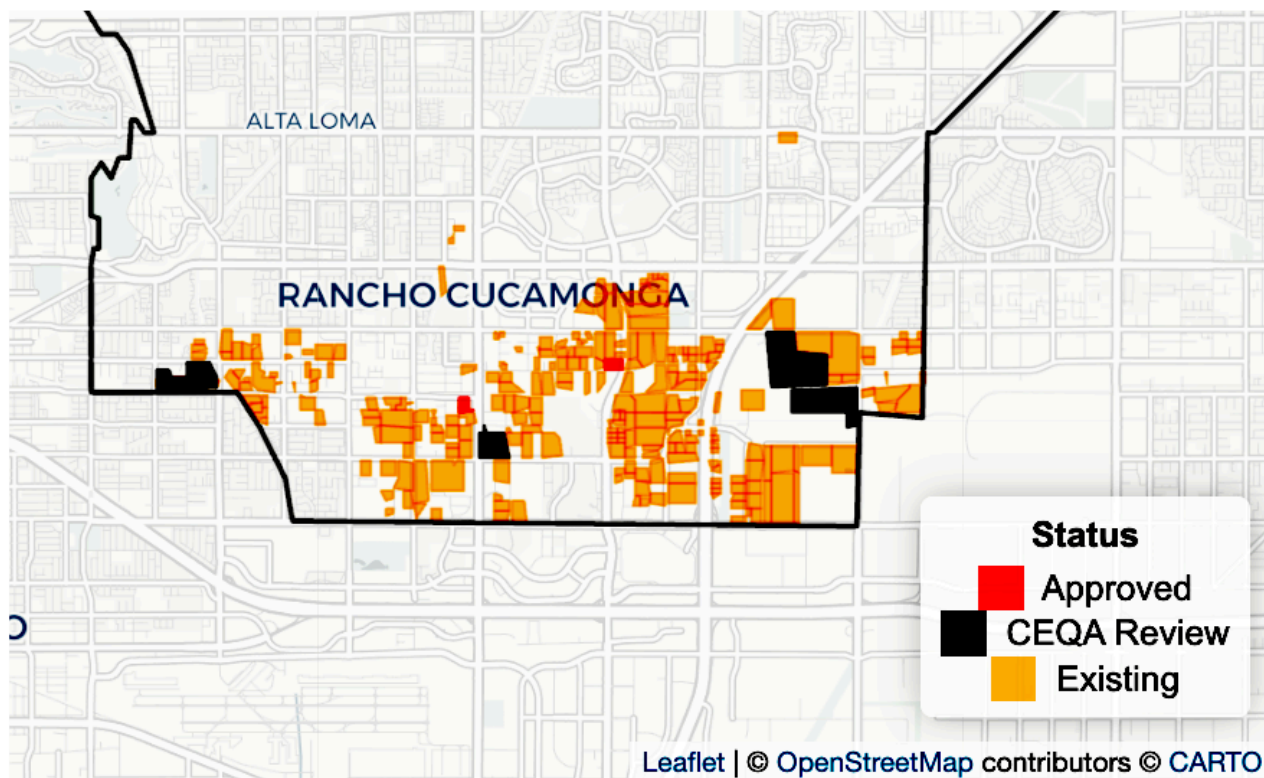 ALTA LOMA
RANCHO CUCAMONGA
O
Status
Approved
CEQA Review
Existing
Leaflet | © OpenStreetMap contributors © CARTO